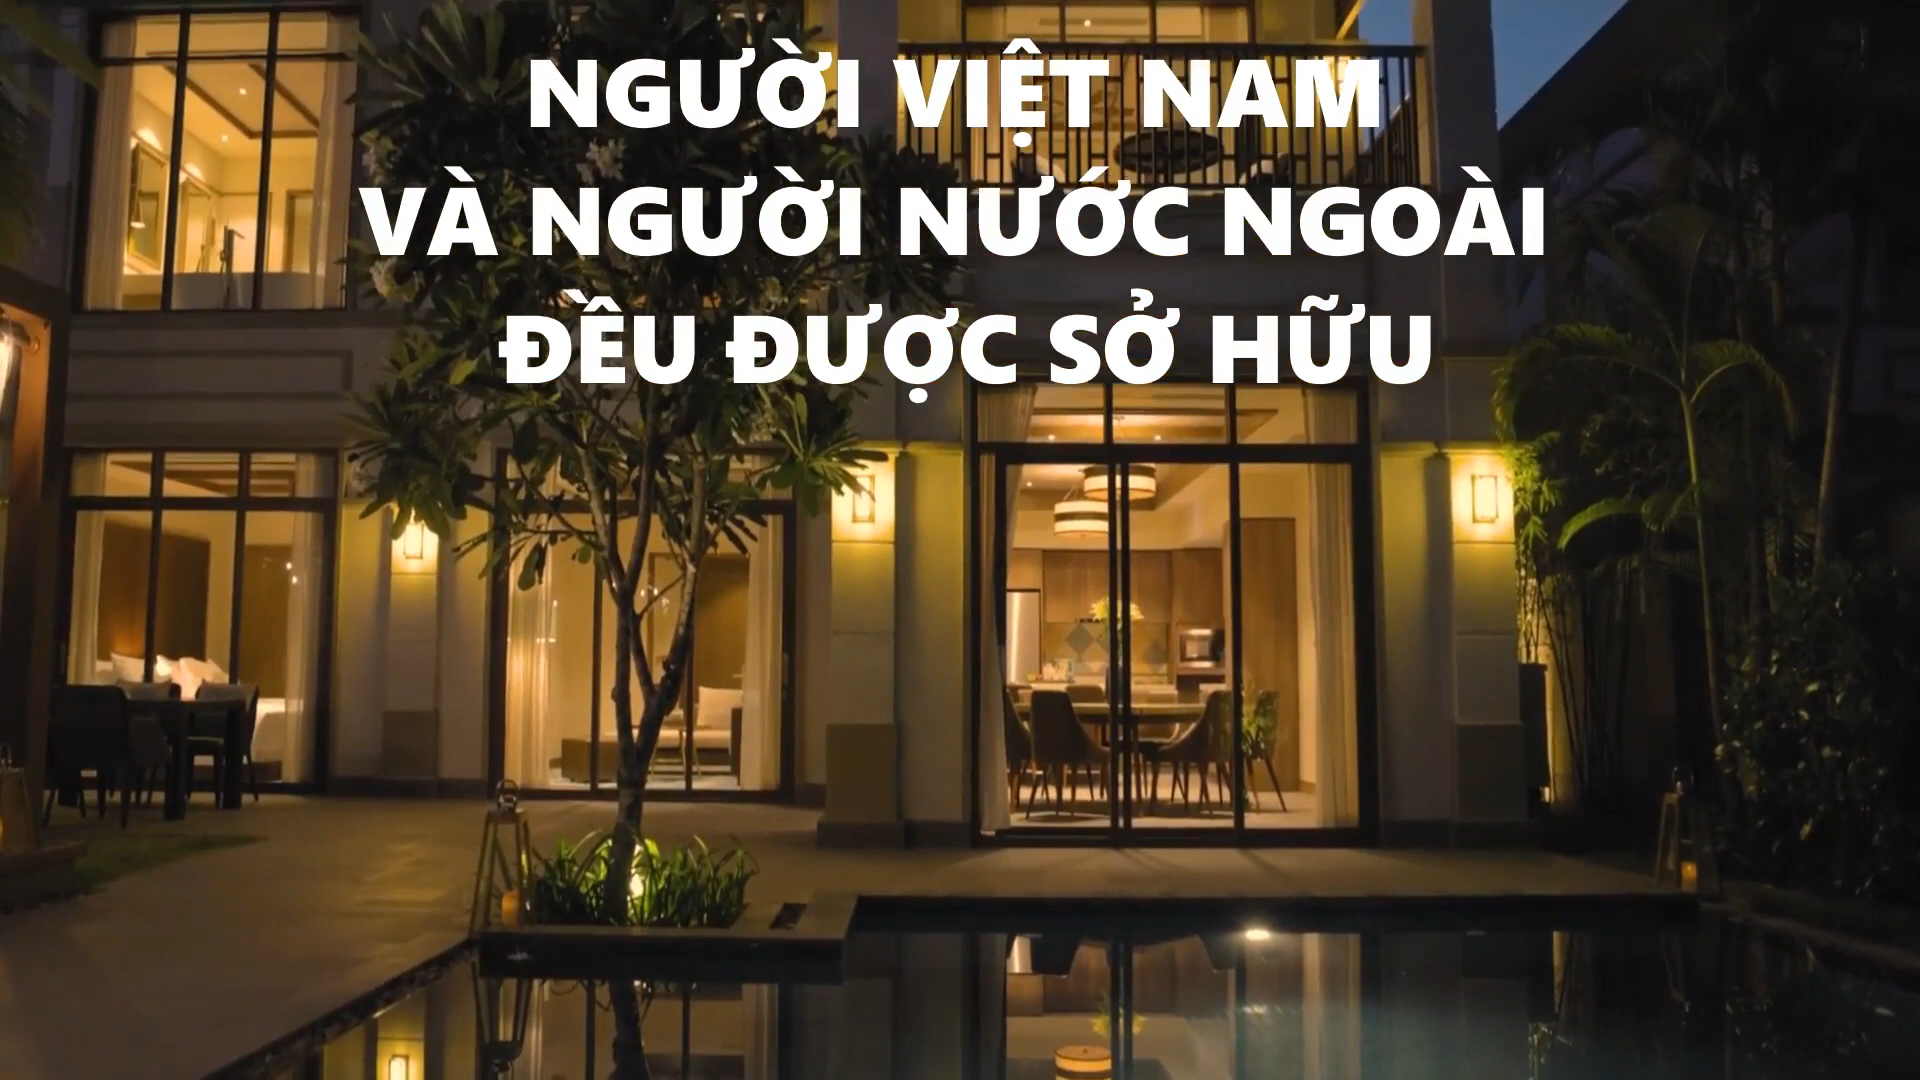 NGƯỜI VIỆT NAM
VÀ NGƯỜI NƯỚC NGOÀI
ĐỀU ĐƯỢC SỞ HỮU